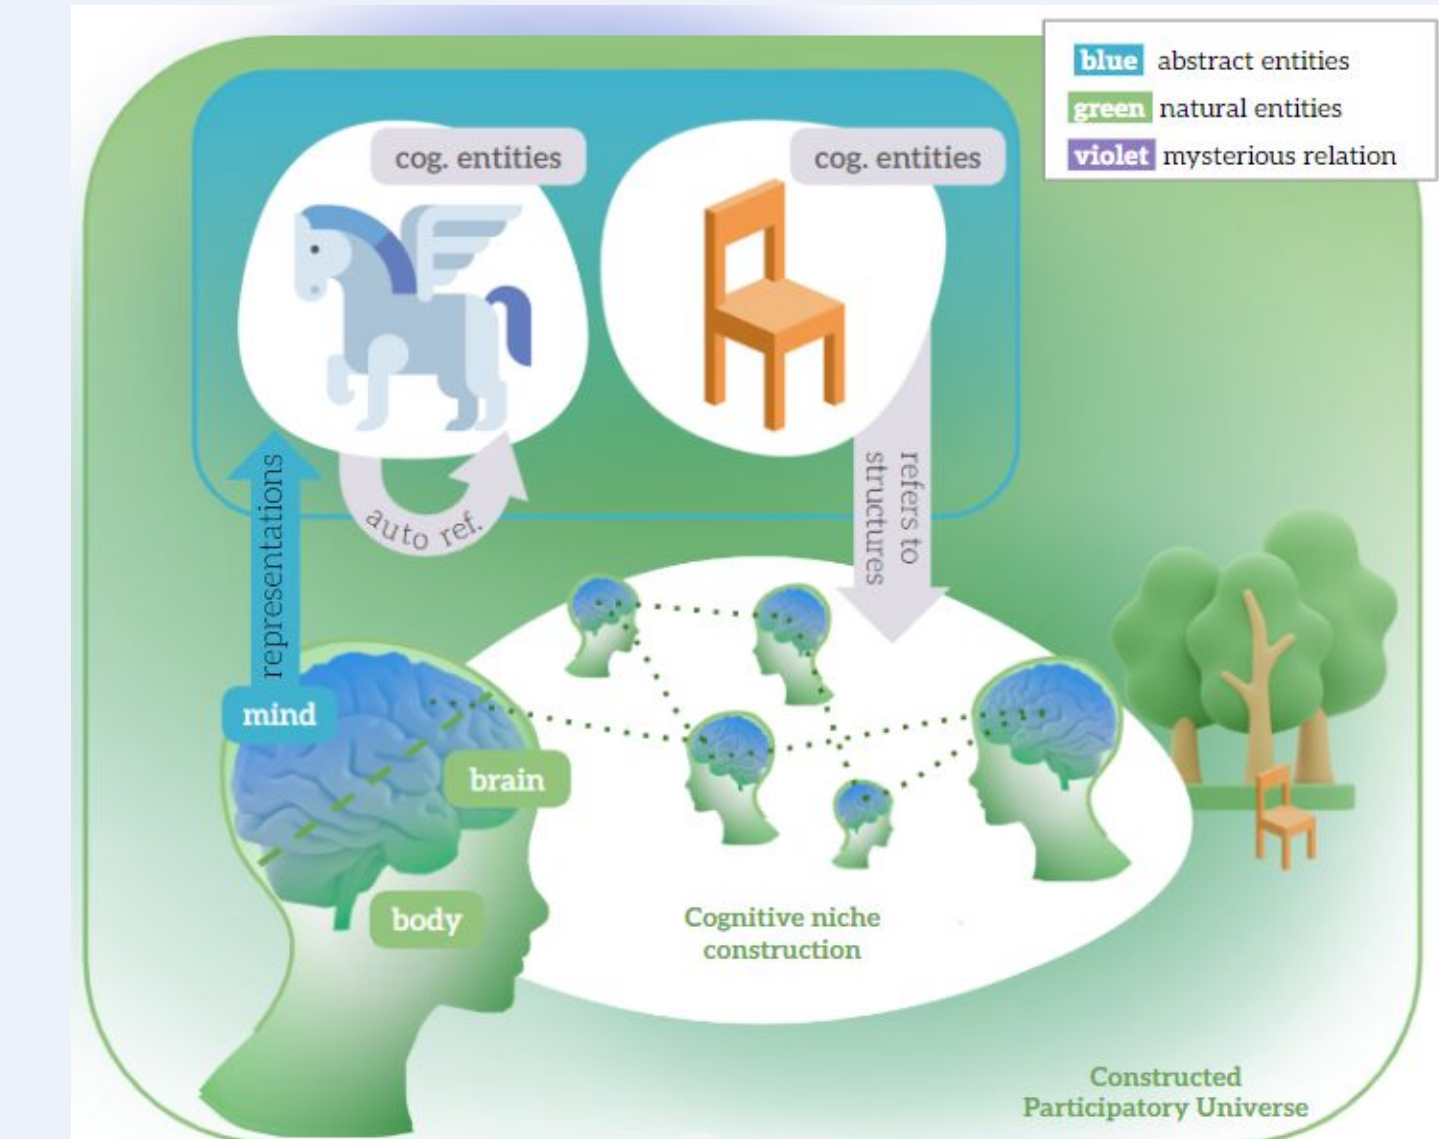 blue abstract entities
green natural entities
violet mysterious relation
cog. entities
cog. entities
representations
auto ref.
refers to
structures
mind
brain
body
Cognitive niche
construction
Constructed
Participatory Universe